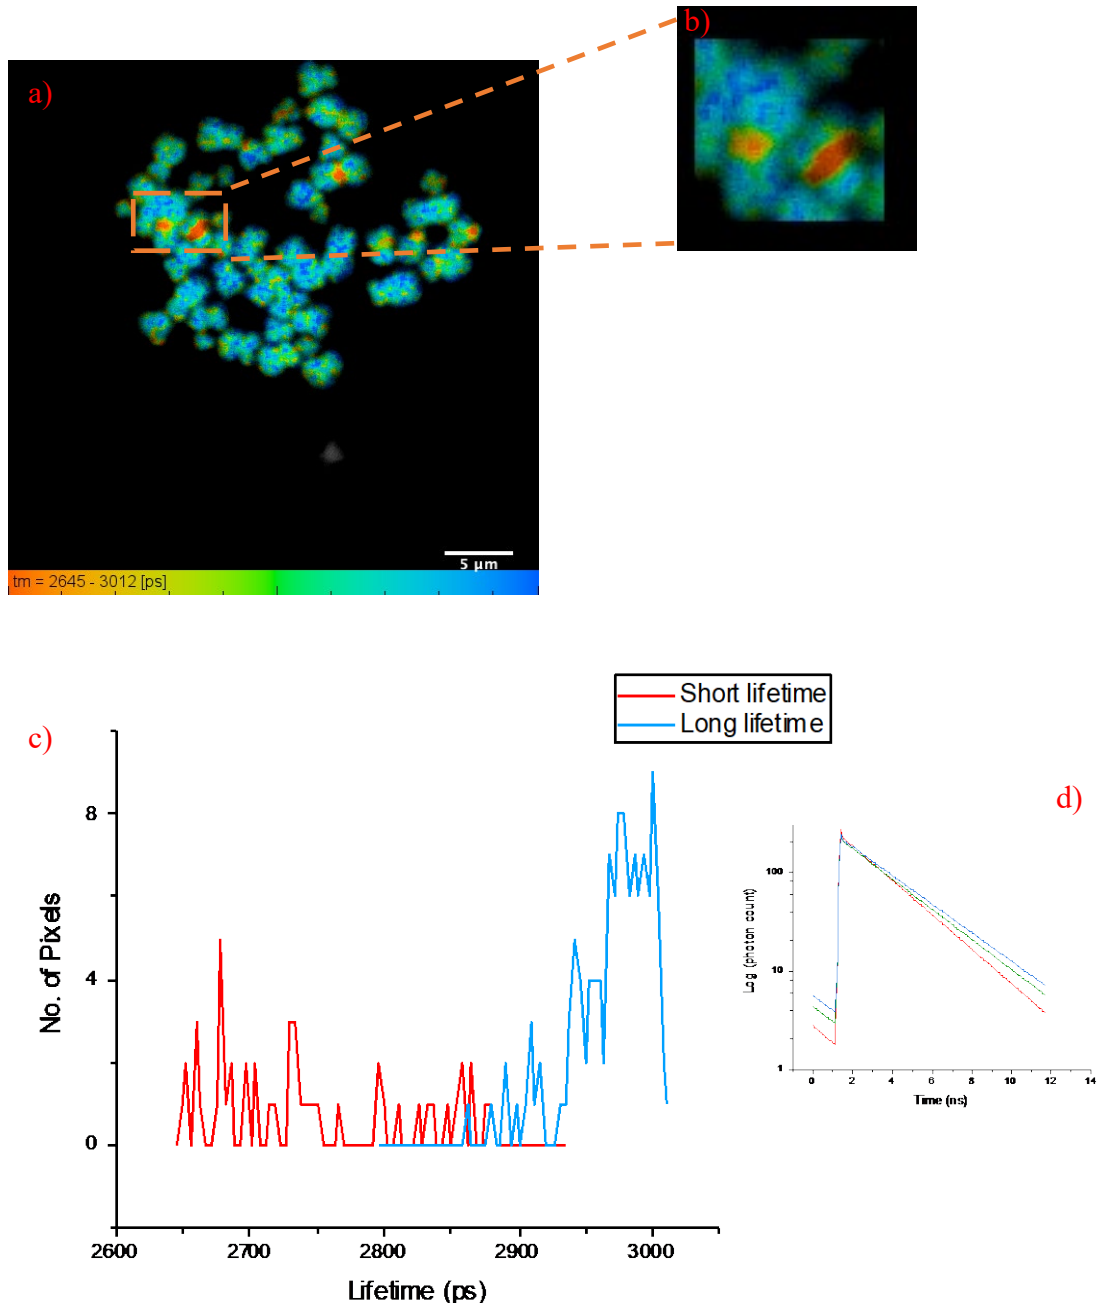 b)
a)
5 µm
tm = 2645 - 3012 [ps]
Short lifetime
Long lifetime
c)
8
4
0
No. of Pixels
2600
2700
2800
2900
3000
Lifetime (ps)
d)
100
10
1
Log (photon count)
0
2
4
6
8
10
12
14
Time (ns)